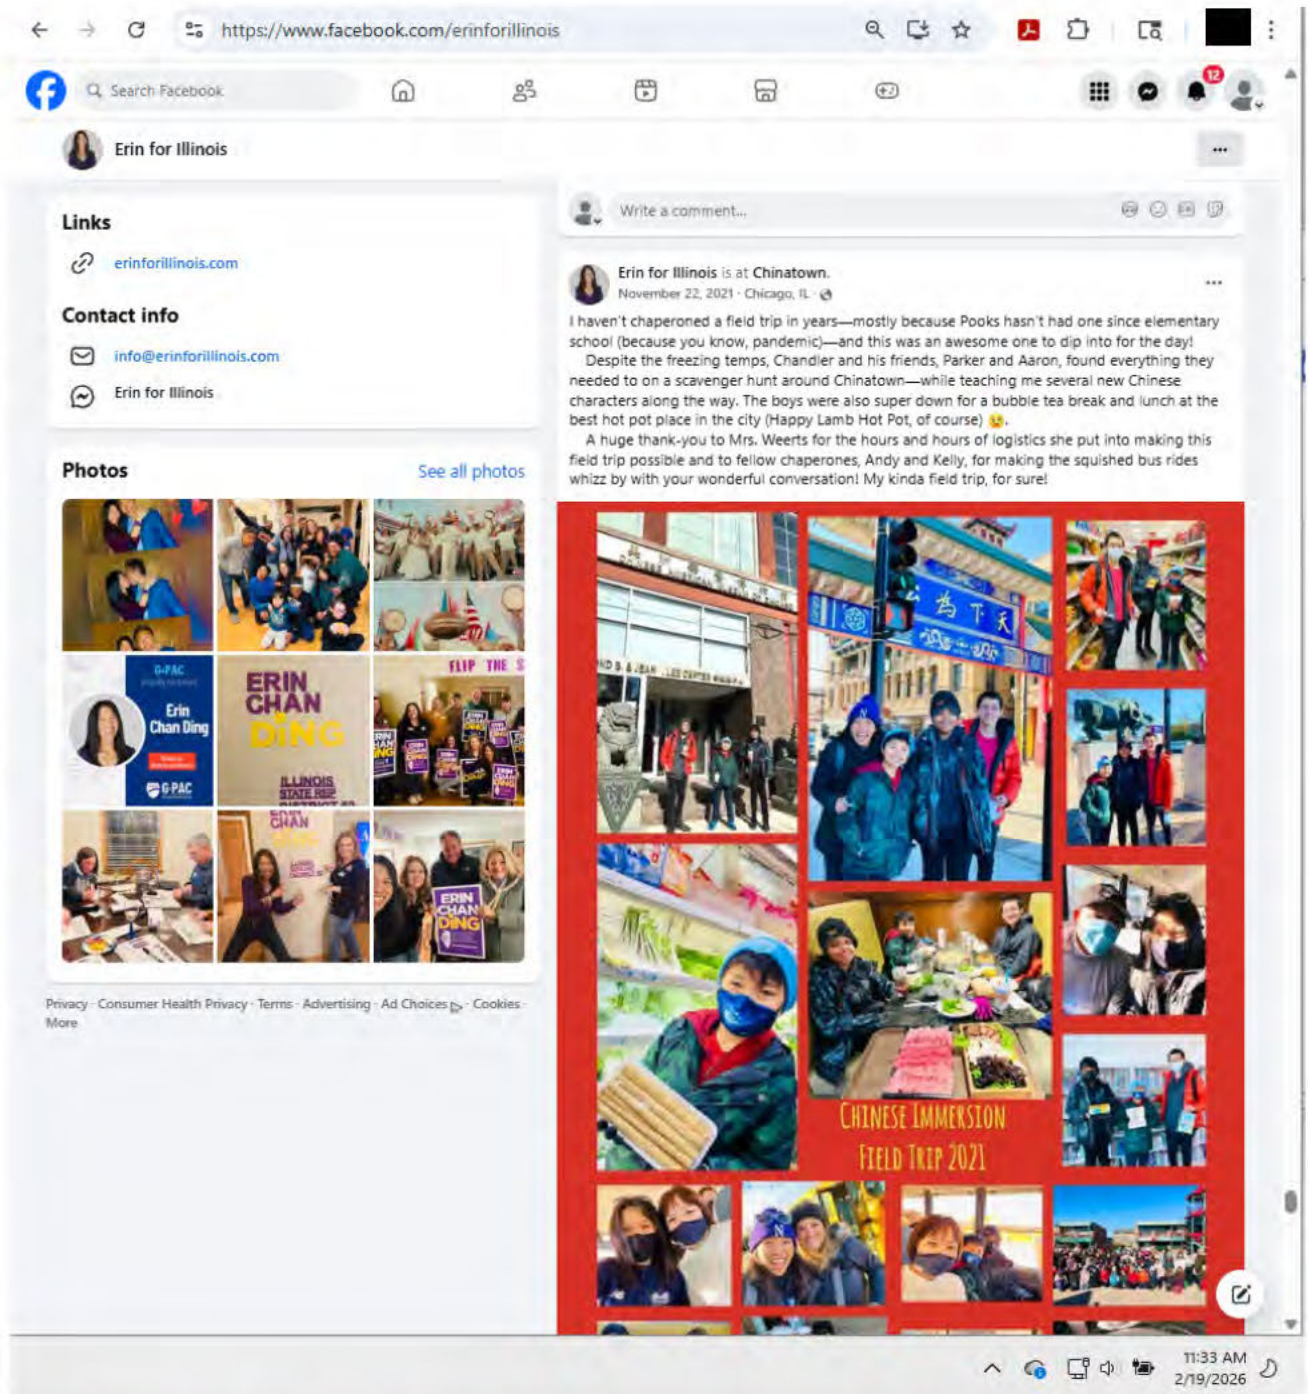 https://www.facebook.com/erinforillinois
Search Facebook
12
Erin for Illinois
Links
erinforillinois.com
Contact info
info@erinforillinois.com
Erin for Illinois
Photos
See all photos
G-PAC
Erin
Chan Ding
G-PAC
ERIN
CHAN
DING
ILLINOIS
STATE REP
FLIP THE S
ERIN
CHAN
DING
Privacy · Consumer Health Privacy · Terms · Advertising · Ad Choices · Cookies ·
More
Write a comment...
Erin for Illinois is at Chinatown.
November 22, 2021 · Chicago, IL ·
I haven't chaperoned a field trip in years—mostly because Pooks hasn't had one since elementary
school (because you know, pandemic)—and this was an awesome one to dip into for the day!
Despite the freezing temps, Chandler and his friends, Parker and Aaron, found everything they
needed to on a scavenger hunt around Chinatown—while teaching me several new Chinese
characters along the way. The boys were also super down for a bubble tea break and lunch at the
best hot pot place in the city (Happy Lamb Hot Pot, of course) 😢.
A huge thank-you to Mrs. Weerts for the hours and hours of logistics she put into making this
field trip possible and to fellow chaperones, Andy and Kelly, for making the squished bus rides
whizz by with your wonderful conversation! My kinda field trip, for sure!
為下天
CHINESE IMMERSION
FIELD TRIP 2021
N
11:33 AM
2/19/2026